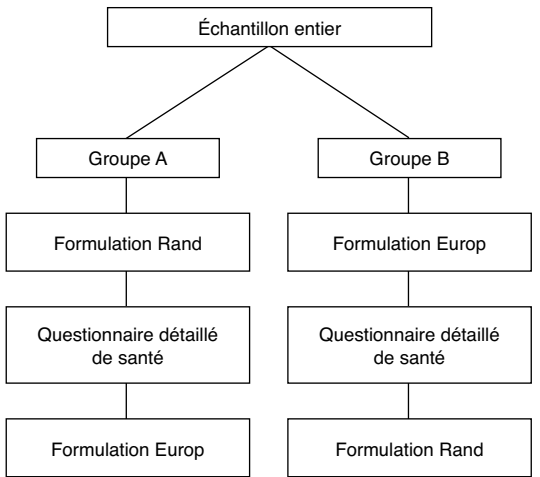 Échantillon entier
Groupe A
Groupe B
Formulation Rand
Formulation Europ
Questionnaire détaillé
de santé
Questionnaire détaillé
de santé
Formulation Europ
Formulation Rand